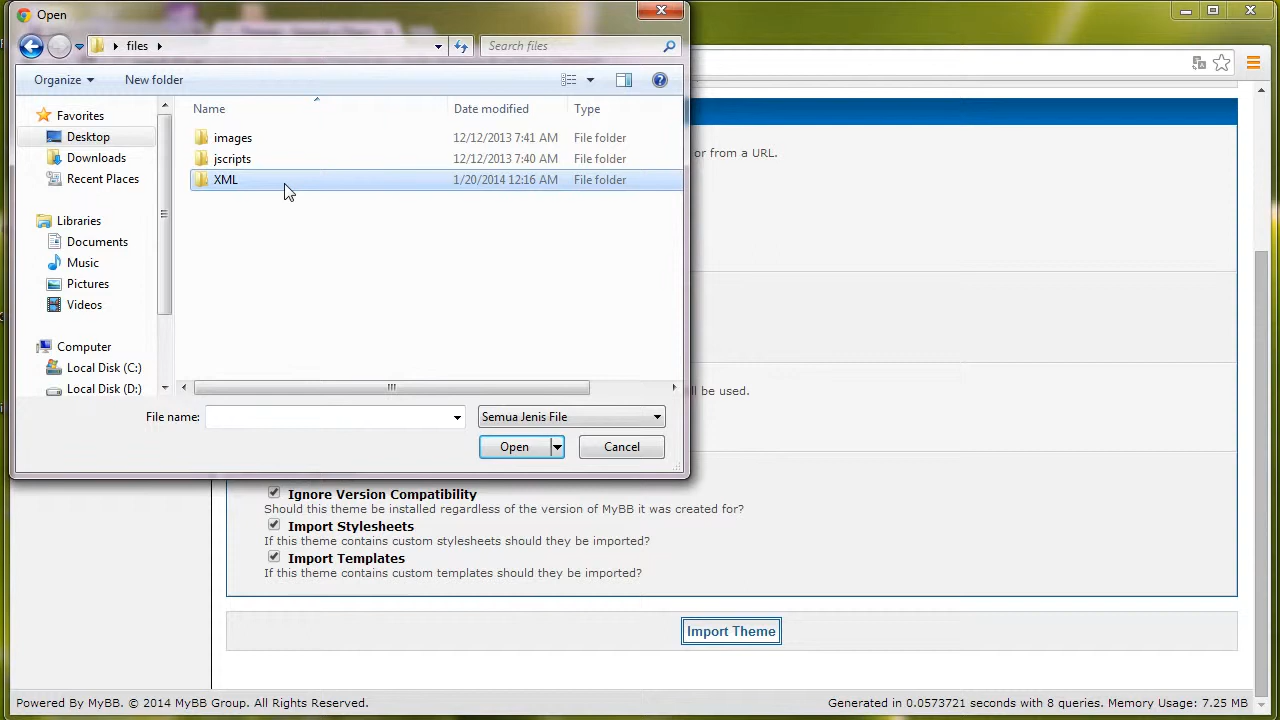 Open
files
Search files
Organize
New folder
Name
Date modified
Type
Favorites
Desktop
Downloads
Recent Places
Libraries
Documents
Music
Pictures
Videos
Computer
Local Disk (C:)
Local Disk (D:)
images 12/12/2013 7:41 AM File folder
jscripts 12/12/2013 7:40 AM File folder
XML 1/20/2014 12:16 AM File folder
File name:
Semua Jenis File
Open
Cancel
or from a URL.
be used.
Ignore Version Compatibility
Should this theme be installed regardless of the version of MyBB it was created for?
Import Stylesheets
If this theme contains custom stylesheets should they be imported?
Import Templates
If this theme contains custom templates should they be imported?
Import Theme
Powered By MyBB. © 2014 MyBB Group. All Rights Reserved.
Generated in 0.0573721 seconds with 8 queries. Memory Usage: 7.25 MB